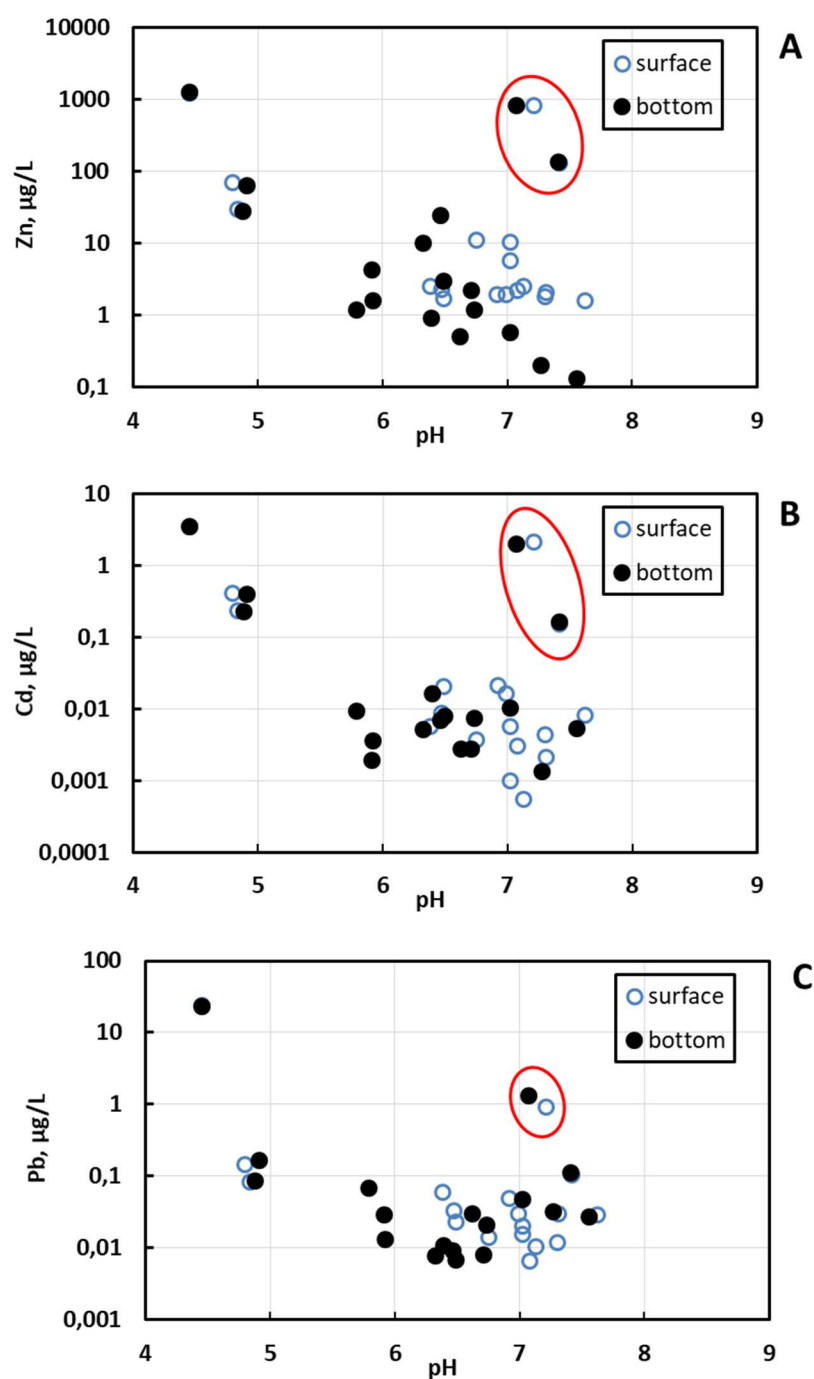 A
10000
1000
100
10
1
0,1
Zn, µg/L
surface
bottom
4 5 6 7 8 9
pH
B
10
1
0,1
0,01
0,001
0,0001
Cd, µg/L
surface
bottom
4 5 6 7 8 9
pH
C
100
10
1
0,1
0,01
0,001
Pb, µg/L
surface
bottom
4 5 6 7 8 9
pH